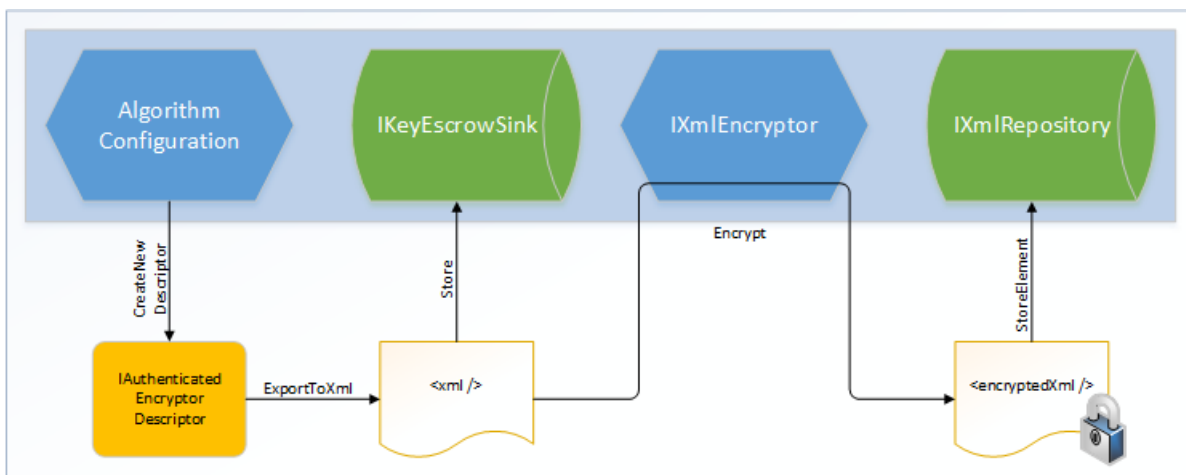 Algorithm
Configuration
IKeyEscrowSink
IXmlEncryptor
IXmlRepository
CreateNew
Descriptor
Store
Encrypt
StoreElement
IAuthenticated
Encryptor
Descriptor
ExportToXml
<xml />
<encryptedXml />